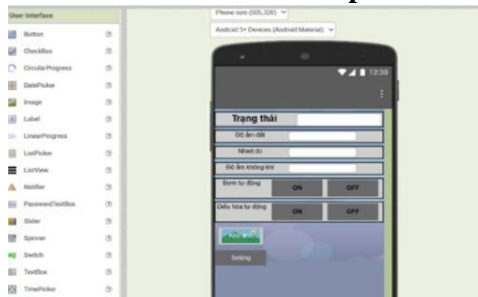 User Interface
Button
CheckBox
CircularProgress
DatePicker
Image
Label
LinearProgress
ListPicker
ListView
Notifier
PasswordTextBox
Slider
Spinner
Switch
TextBox
TimePicker
Phone size (505,320)
Android 5+ Devices (Android Material)
12:30
Trạng thái
Độ ẩm đất
Nhiet do
Độ ẩm không khí
Bơm tự động
ON
OFF
Điều hòa tự động
ON
OFF
Setting